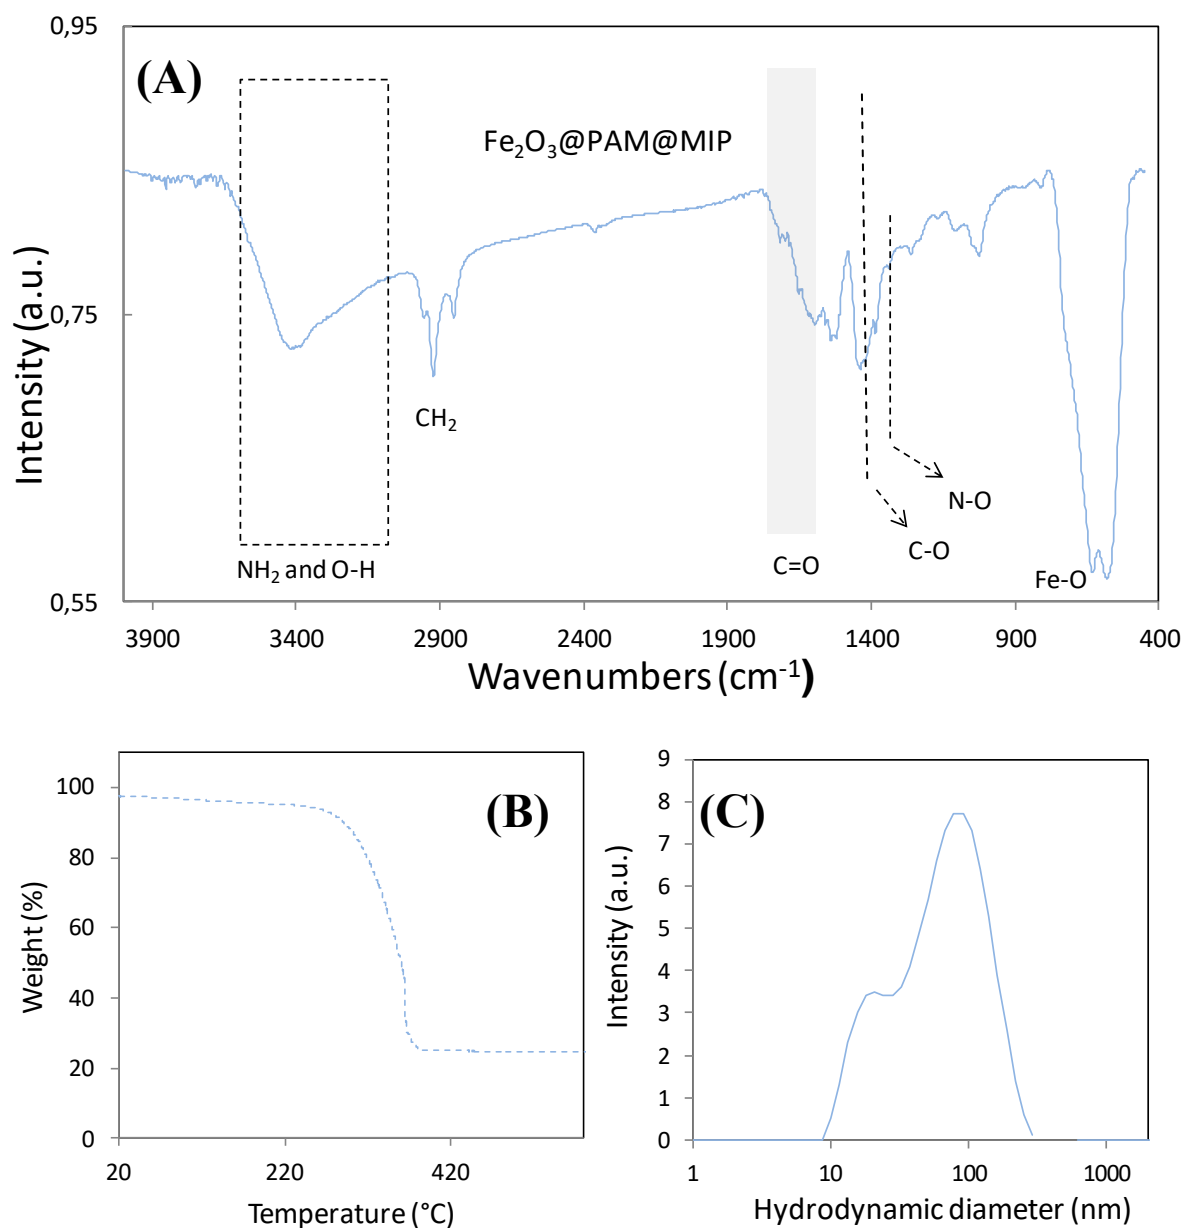 0,95
(A)
Fe₂O₃@PAM@MIP
0,75
Intensity (a.u.)
CH₂
N-O
C-O
NH₂ and O-H
C=O
Fe-O
0,55
3900 3400 2900 2400 1900 1400 900 400
Wavenumbers (cm⁻¹)
(B)
100
80
60
40
20
0
Weight (%)
20 220 420
Temperature (°C)
(C)
9
8
7
6
5
4
3
2
1
0
Intensity (a.u.)
1 10 100 1000
Hydrodynamic diameter (nm)